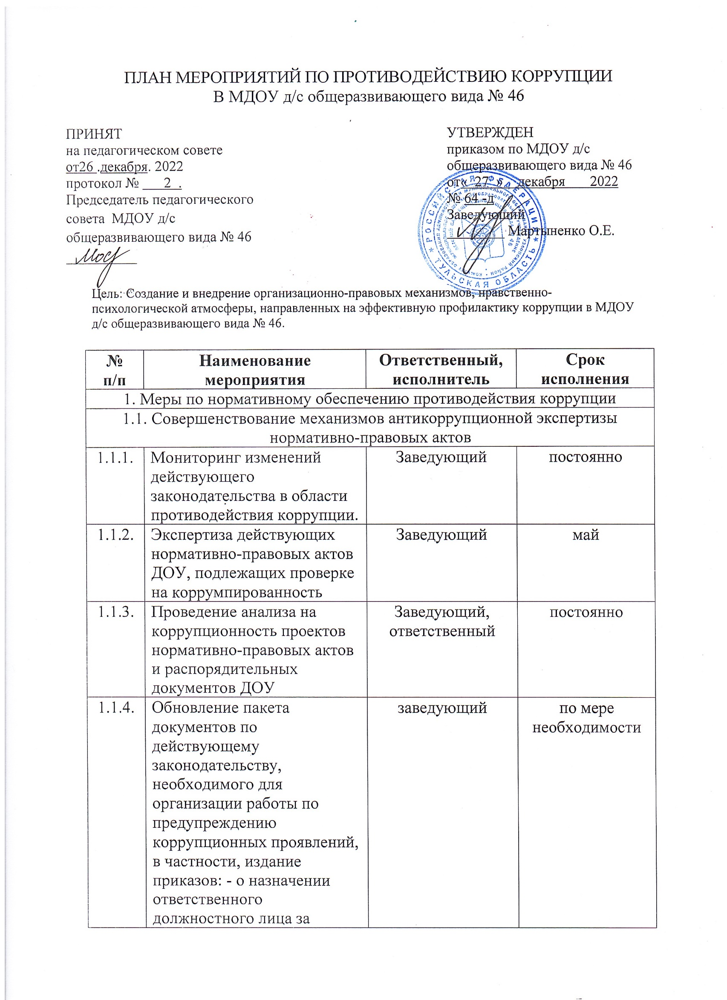 ПЛАН МЕРОПРИЯТИЙ ПО ПРОТИВОДЕЙСТВИЮ КОРРУПЦИИ
В МДОУ д/с общеразвивающего вида № 46
ПРИНЯТ
на педагогическом совете
от26 .декабря. 2022
протокол № 2 .
Председатель педагогического
совета МДОУ д/с
общеразвивающего вида № 46
УТВЕРЖДЕН
приказом по МДОУ д/с
общеразвивающего вида № 46
от« 27 » декабря 2022
№ 64 -д
Заведующий
Мартыненко О.Е.
РОССИЙСКАЯ ФЕДЕРАЦИЯ
ТУЛЬСКАЯ ОБЛАСТЬ
Цель: Создание и внедрение организационно-правовых механизмов, нравственно-
психологической атмосферы, направленных на эффективную профилактику коррупции в МДОУ
д/с общеразвивающего вида № 46.
№
п/п
Наименование
мероприятия
Ответственный,
исполнитель
Срок
исполнения
1. Меры по нормативному обеспечению противодействия коррупции
1.1. Совершенствование механизмов антикоррупционной экспертизы
нормативно-правовых актов
1.1.1.
Мониторинг изменений
действующего
законодательства в области
противодействия коррупции.
Заведующий
постоянно
1.1.2.
Экспертиза действующих
нормативно-правовых актов
ДОУ, подлежащих проверке
на коррумпированность
Заведующий
май
1.1.3.
Проведение анализа на
коррупционность проектов
нормативно-правовых актов
и распорядительных
документов ДОУ
Заведующий,
ответственный
постоянно
1.1.4.
Обновление пакета
документов по
действующему
законодательству,
необходимого для
организации работы по
предупреждению
коррупционных проявлений,
в частности, издание
приказов: - о назначении
ответственного
должностного лица за
заведующий
по мере
необходимости